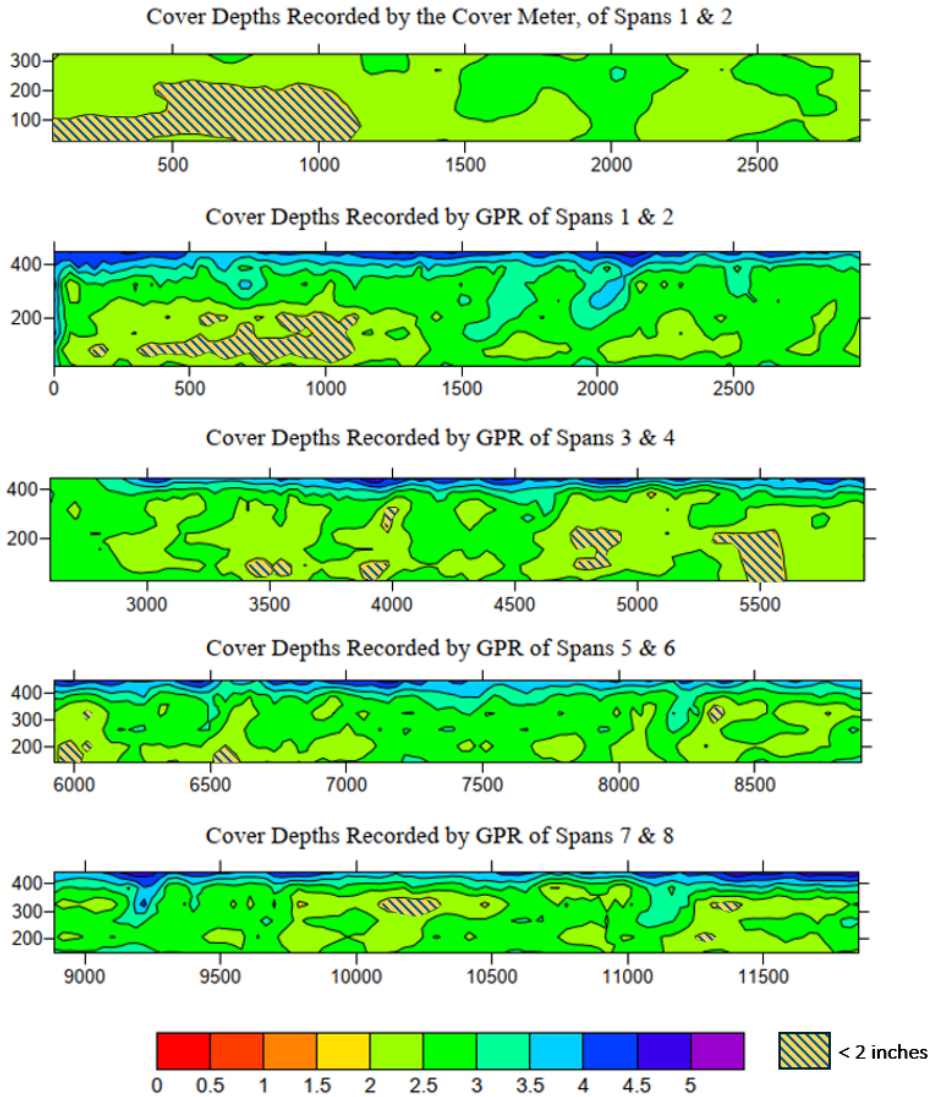 Cover Depths Recorded by the Cover Meter, of Spans 1 & 2
300
200
100
500 1000 1500 2000 2500
Cover Depths Recorded by GPR of Spans 1 & 2
400
200
0 500 1000 1500 2000 2500
Cover Depths Recorded by GPR of Spans 3 & 4
400
200
3000 3500 4000 4500 5000 5500
Cover Depths Recorded by GPR of Spans 5 & 6
400
300
200
6000 6500 7000 7500 8000 8500
Cover Depths Recorded by GPR of Spans 7 & 8
400
300
200
9000 9500 10000 10500 11000 11500
< 2 inches
0 0.5 1 1.5 2 2.5 3 3.5 4 4.5 5